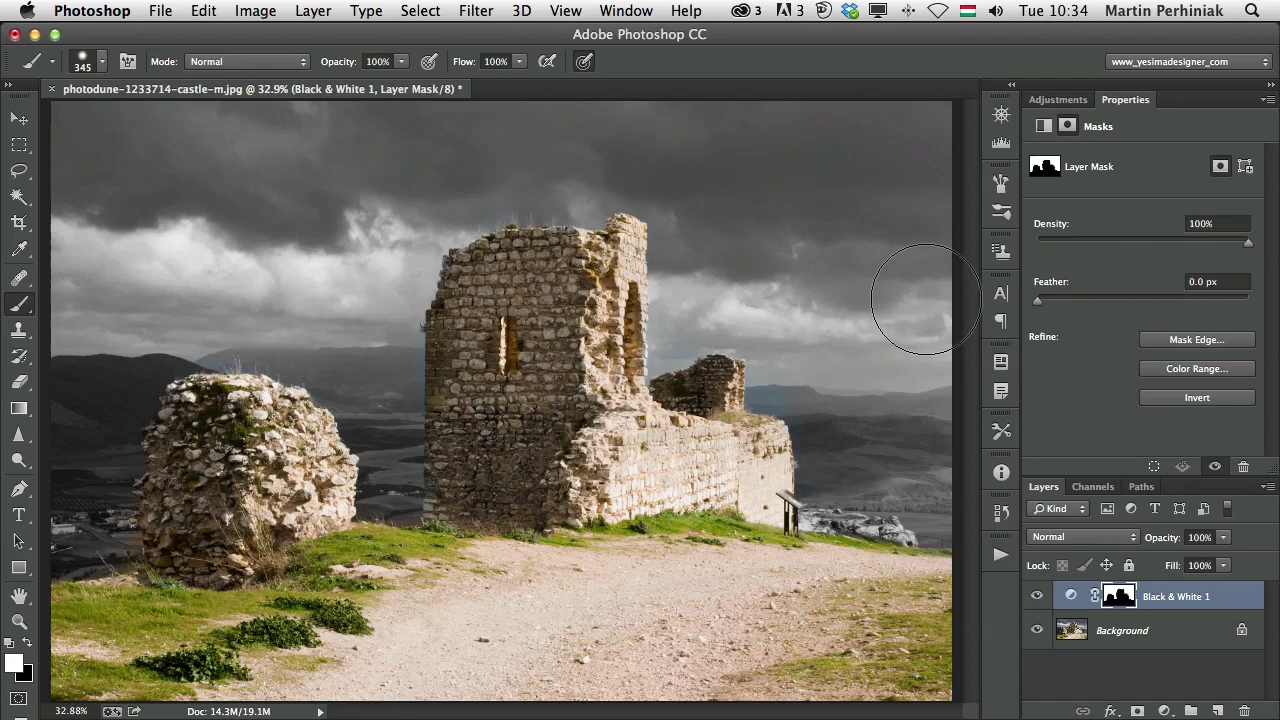 Photoshop File Edit Image Layer Type Select Filter 3D View Window Help 3 3 Tue 10:34 Martin Perhiniak
Adobe Photoshop CC
345 Mode: Normal Opacity: 100% Flow: 100% www_yesimadesigner_com
× photodune-1233714-castle-m.jpg @ 32.9% (Black & White 1, Layer Mask/8) *
Adjustments Properties
Masks
Layer Mask
Density: 100%
Feather: 0.0 px
Refine: Mask Edge...
Color Range...
Invert
Layers Channels Paths
Kind
Normal Opacity: 100%
Lock: Fill: 100%
Black & White 1
Background
32.88% Doc: 14.3M/19.1M